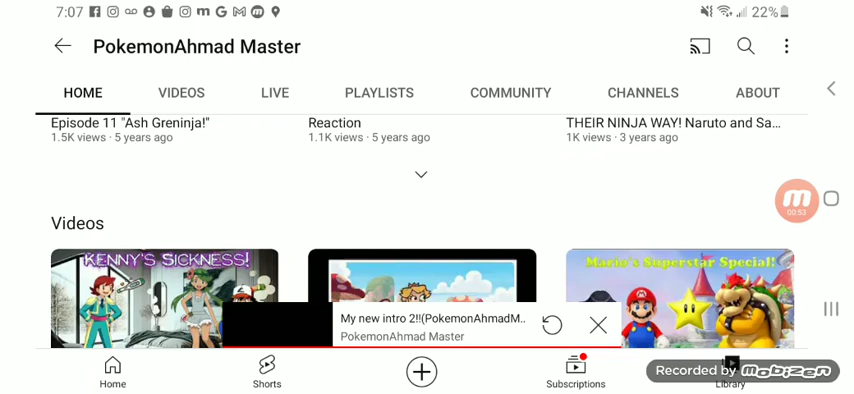 7:07
22%
PokemonAhmad Master
HOME VIDEOS LIVE PLAYLISTS COMMUNITY CHANNELS ABOUT
Episode 11 "Ash Greninja!"
1.5K views · 5 years ago
Reaction
1.1K views · 5 years ago
THEIR NINJA WAY! Naruto and Sa...
1K views · 3 years ago
00:53
Videos
KENNY'S SICKNESS!
Mario's Superstar Special!
My new intro 2!!(PokemonAhmadM..
PokemonAhmad Master
Home
Shorts
Subscriptions
Library
Recorded by mobizen